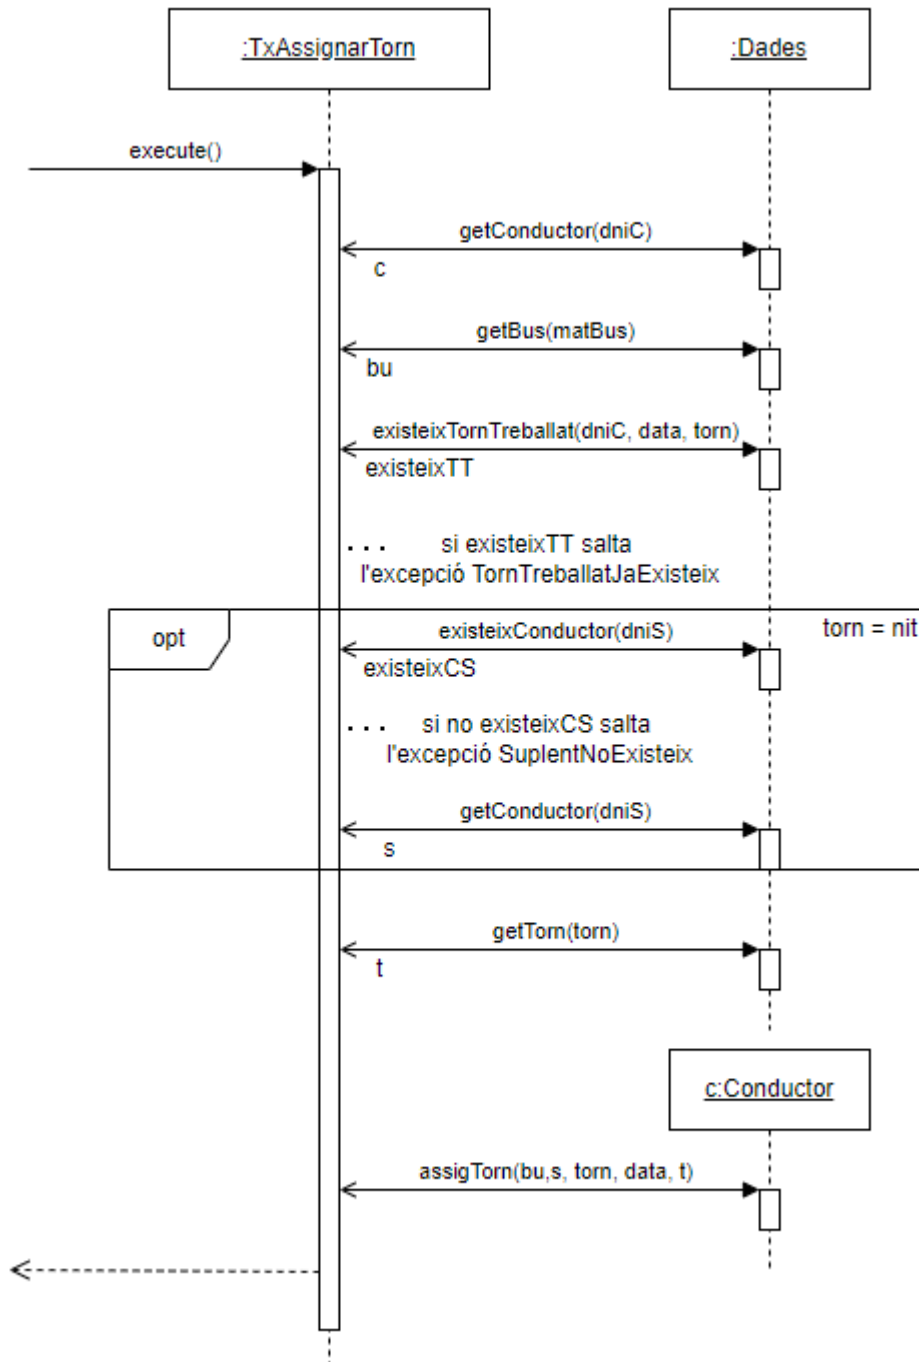 :TxAssignarTorn
:Dades
execute()
getConductor(dniC)
c
getBus(matBus)
bu
existeixTornTreballat(dniC, data, torn)
existeixTT
. . . si existeixTT salta
l'excepció TornTreballatJaExisteix
opt
torn = nit
existeixConductor(dniS)
existeixCS
. . . si no existeixCS salta
l'excepció SuplentNoExisteix
getConductor(dniS)
s
getTorn(torn)
t
c:Conductor
assigTorn(bu,s, torn, data, t)